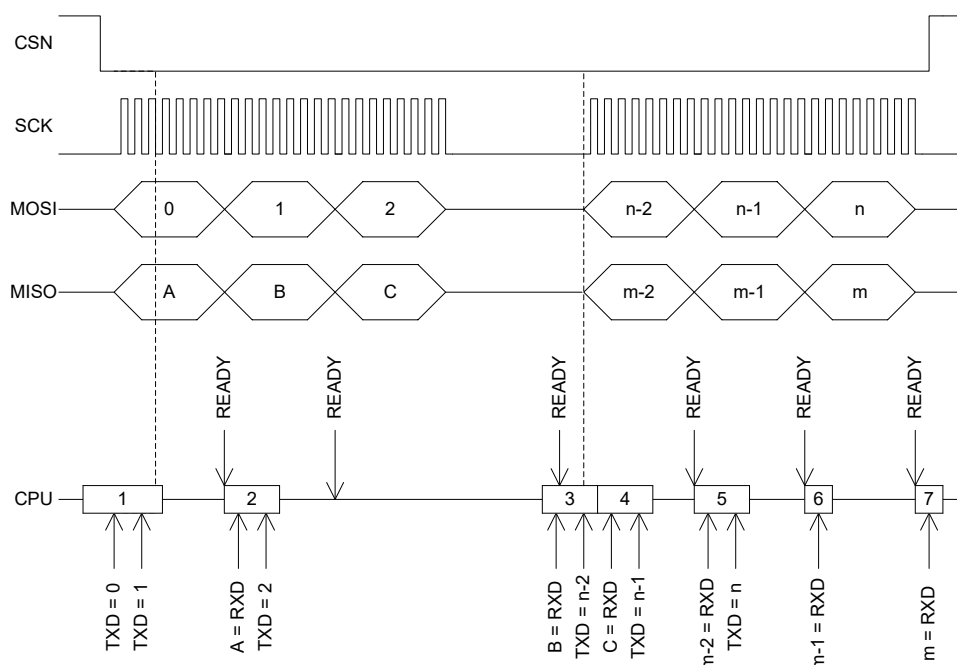 CSN
SCK
MOSI
0
1
2
n-2
n-1
n
MISO
A
B
C
m-2
m-1
m
READY
READY
READY
READY
READY
READY
CPU
1
2
3
4
5
6
7
TXD = 0
TXD = 1
A = RXD
TXD = 2
B = RXD
TXD = n-2
C = RXD
TXD = n-1
m-2 = RXD
TXD = n
m-1 = RXD
m = RXD